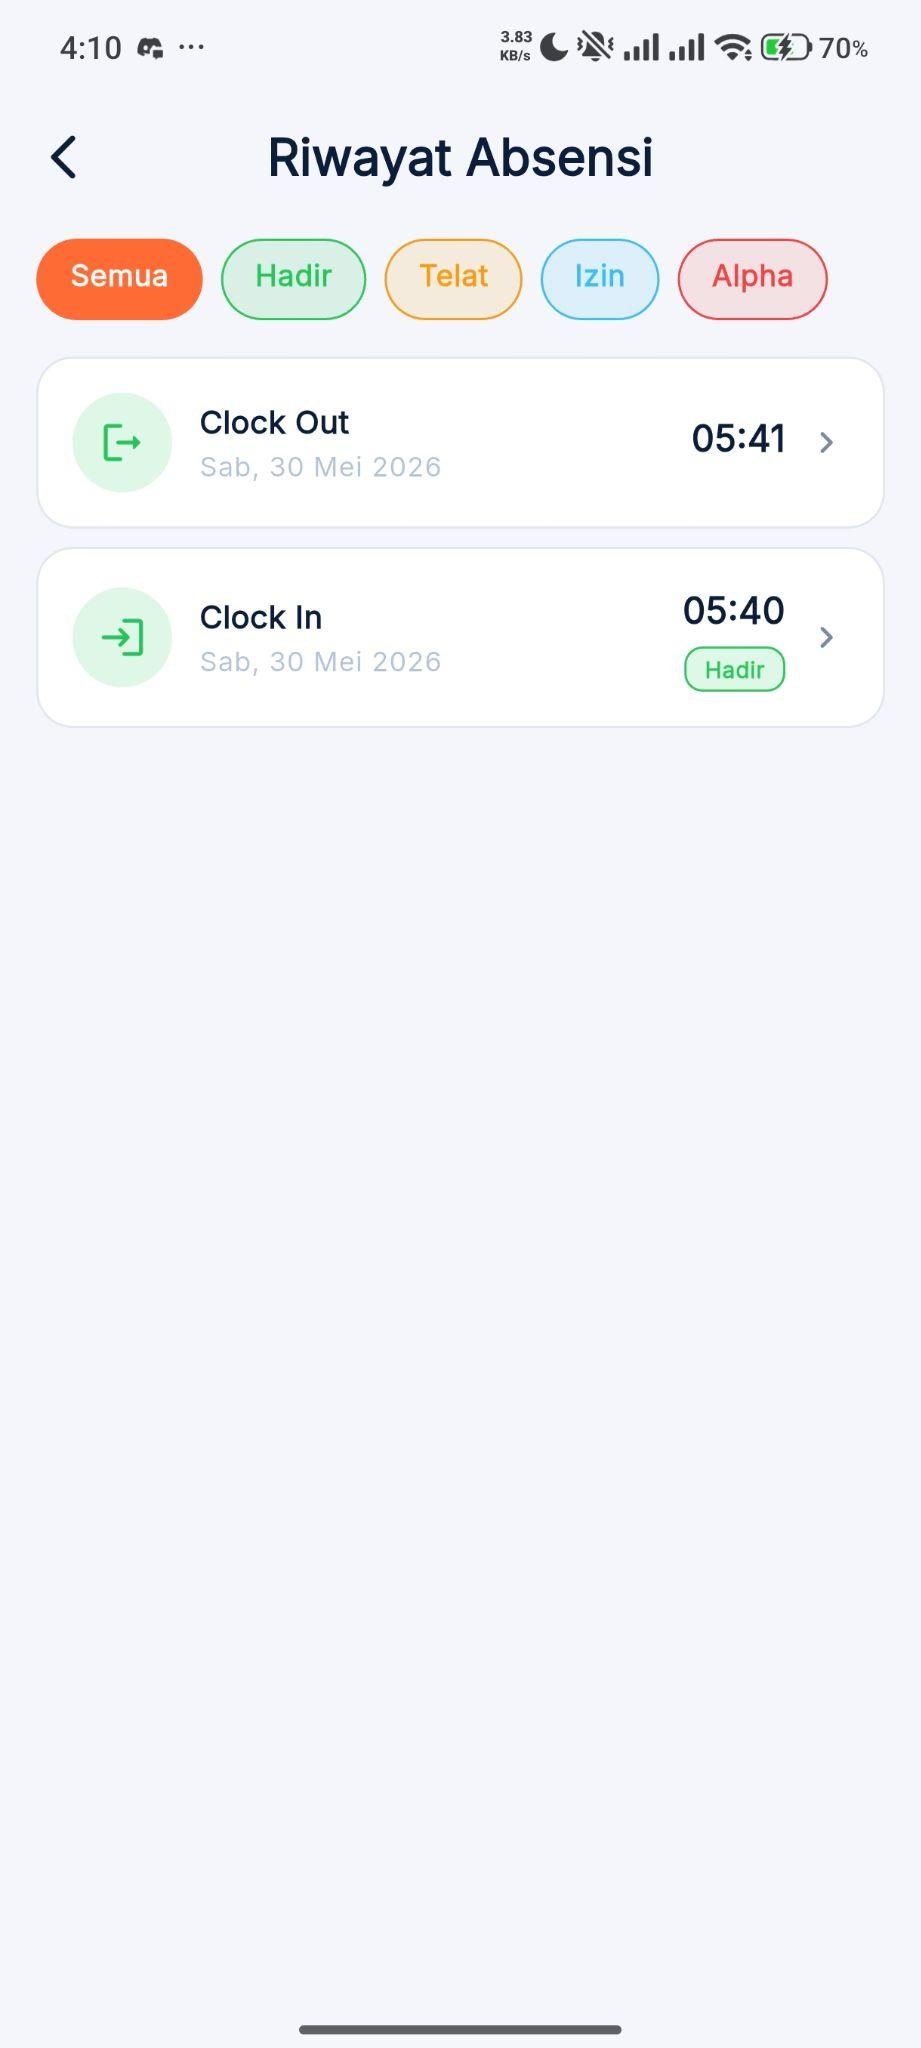 4:10 ... 3.83 KB/s 70%
Riwayat Absensi
Semua Hadir Telat Izin Alpha
Clock Out
Sab, 30 Mei 2026
05:41
Clock In
Sab, 30 Mei 2026
05:40
Hadir